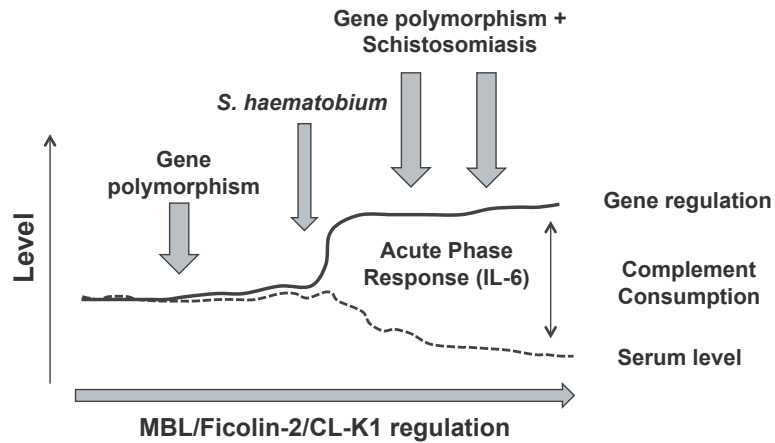 Gene polymorphism +
Schistosomiasis
S. haematobium
Gene
polymorphism
Level
Gene regulation
Acute Phase
Response (IL-6)
Complement
Consumption
Serum level
MBL/Ficolin-2/CL-K1 regulation